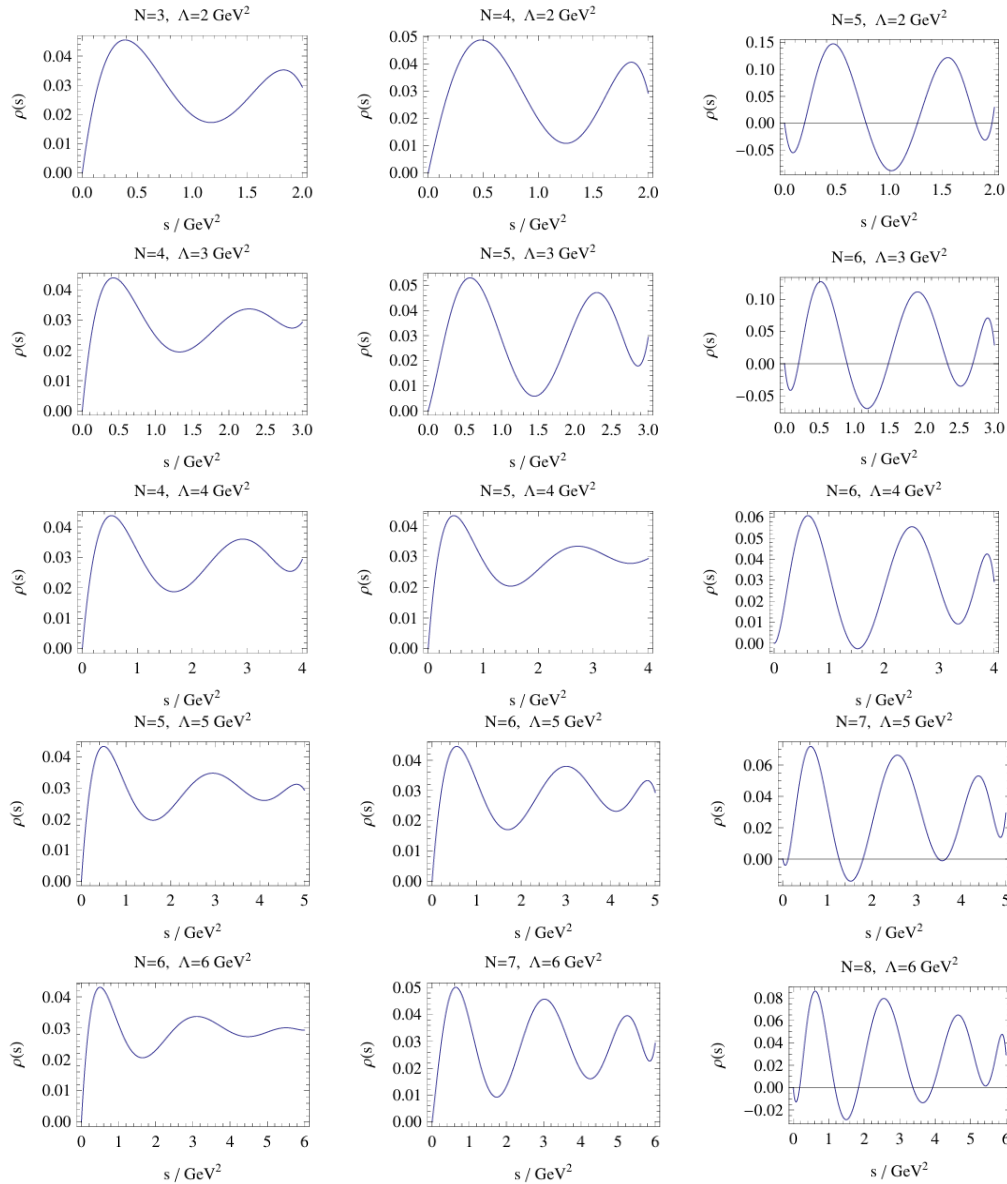 N=3, Λ=2 GeV²
ρ(s)
0.04
0.03
0.02
0.01
0.00
0.0 0.5 1.0 1.5 2.0
s / GeV²
N=4, Λ=2 GeV²
ρ(s)
0.05
0.04
0.03
0.02
0.01
0.00
0.0 0.5 1.0 1.5 2.0
s / GeV²
N=5, Λ=2 GeV²
ρ(s)
0.15
0.10
0.05
0.00
−0.05
0.0 0.5 1.0 1.5 2.0
s / GeV²
N=4, Λ=3 GeV²
ρ(s)
0.04
0.03
0.02
0.01
0.00
0.0 0.5 1.0 1.5 2.0 2.5 3.0
s / GeV²
N=5, Λ=3 GeV²
ρ(s)
0.05
0.04
0.03
0.02
0.01
0.00
0.0 0.5 1.0 1.5 2.0 2.5 3.0
s / GeV²
N=6, Λ=3 GeV²
ρ(s)
0.10
0.05
0.00
−0.05
0.0 0.5 1.0 1.5 2.0 2.5 3.0
s / GeV²
N=4, Λ=4 GeV²
ρ(s)
0.04
0.03
0.02
0.01
0.00
0 1 2 3 4
s / GeV²
N=5, Λ=4 GeV²
ρ(s)
0.04
0.03
0.02
0.01
0.00
0 1 2 3 4
s / GeV²
N=6, Λ=4 GeV²
ρ(s)
0.06
0.05
0.04
0.03
0.02
0.01
0.00
0 1 2 3 4
s / GeV²
N=5, Λ=5 GeV²
ρ(s)
0.04
0.03
0.02
0.01
0.00
0 1 2 3 4 5
s / GeV²
N=6, Λ=5 GeV²
ρ(s)
0.04
0.03
0.02
0.01
0.00
0 1 2 3 4 5
s / GeV²
N=7, Λ=5 GeV²
ρ(s)
0.06
0.04
0.02
0.00
0 1 2 3 4 5
s / GeV²
N=6, Λ=6 GeV²
ρ(s)
0.04
0.03
0.02
0.01
0.00
0 1 2 3 4 5 6
s / GeV²
N=7, Λ=6 GeV²
ρ(s)
0.05
0.04
0.03
0.02
0.01
0.00
0 1 2 3 4 5 6
s / GeV²
N=8, Λ=6 GeV²
ρ(s)
0.08
0.06
0.04
0.02
0.00
−0.02
0 1 2 3 4 5 6
s / GeV²